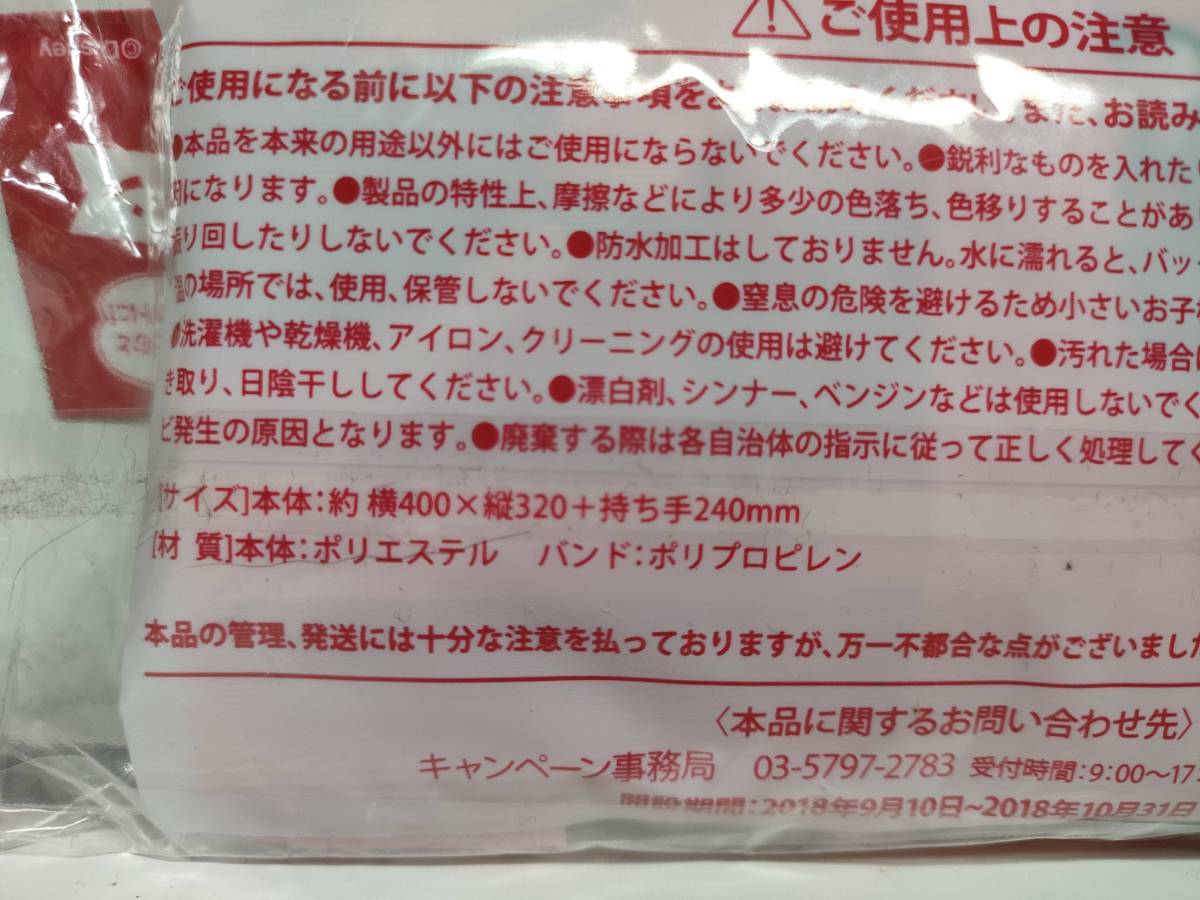 ©Disney
ご使用上の注意
ご使用になる前に以下の注意事項を また、お読み
●本品を本来の用途以外にはご使用にならないでください。●鋭利なものを入れた
になります。●製品の特性上、摩擦などにより多少の色落ち、色移りすることがあ
振り回したりしないでください。●防水加工はしておりません。水に濡れると、バッ
の場所では、使用、保管しないでください。●窒息の危険を避けるため小さいお子
●洗濯機や乾燥機、アイロン、クリーニングの使用は避けてください。●汚れた場合
き取り、日陰干ししてください。●漂白剤、シンナー、ベンジンなどは使用しないでく
ビ発生の原因となります。●廃棄する際は各自治体の指示に従って正しく処理してく
[サイズ]本体：約 横400×縦320＋持ち手240mm
[材 質]本体：ポリエステル バンド：ポリプロピレン
本品の管理、発送には十分な注意を払っておりますが、万一不都合な点がございました
〈本品に関するお問い合わせ先〉
キャンペーン事務局 03-5797-2783 受付時間：9:00～17:
開設期間：2018年9月10日~2018年10月31日